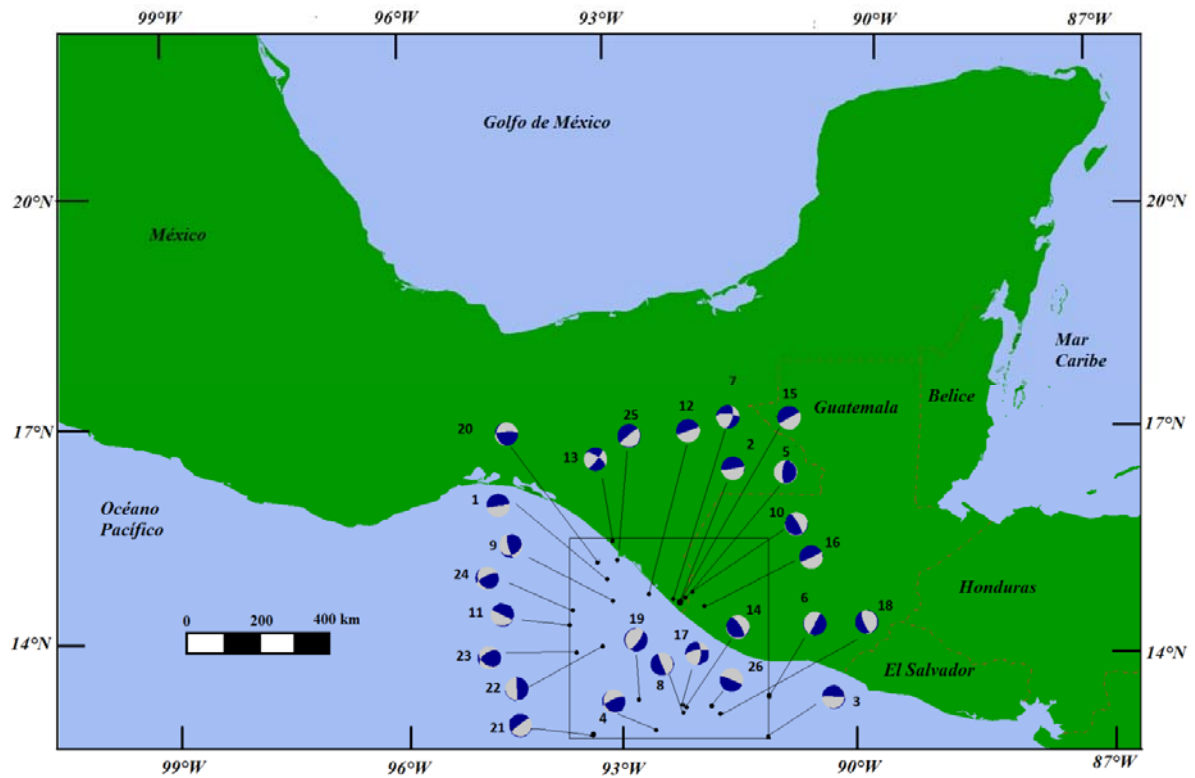 99°W 96°W 93°W 90°W 87°W
Golfo de México
20°N 20°N
México
Mar
Caribe
7
15
Guatemala
Belice
25
12
20
17°N 17°N
2
13
5
1
Océano
Pacífico
10
9
16
24
Honduras
11
0 200 400 km
19
14
6
18
17
14°N 14°N
23
El Salvador
26
22
8
4
3
21
99°W 96°W 93°W 90°W 87°W